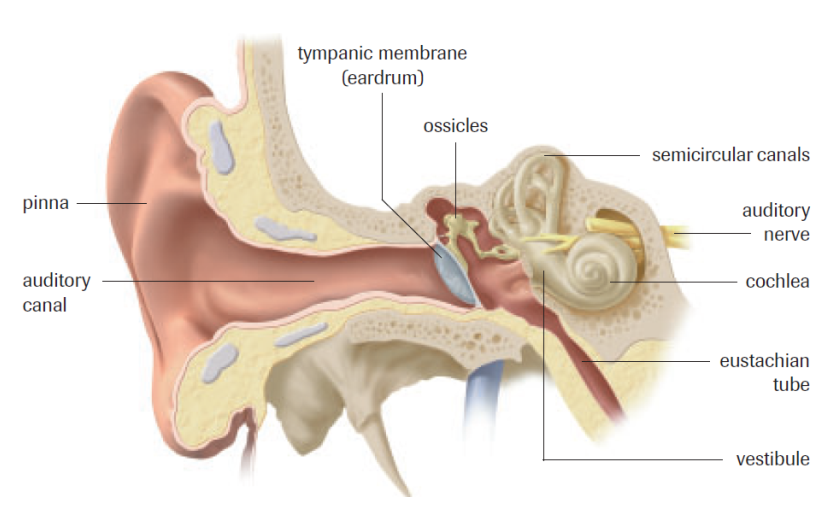 tympanic membrane
(eardrum)
ossicles
semicircular canals
pinna
auditory
nerve
auditory
canal
cochlea
eustachian
tube
vestibule